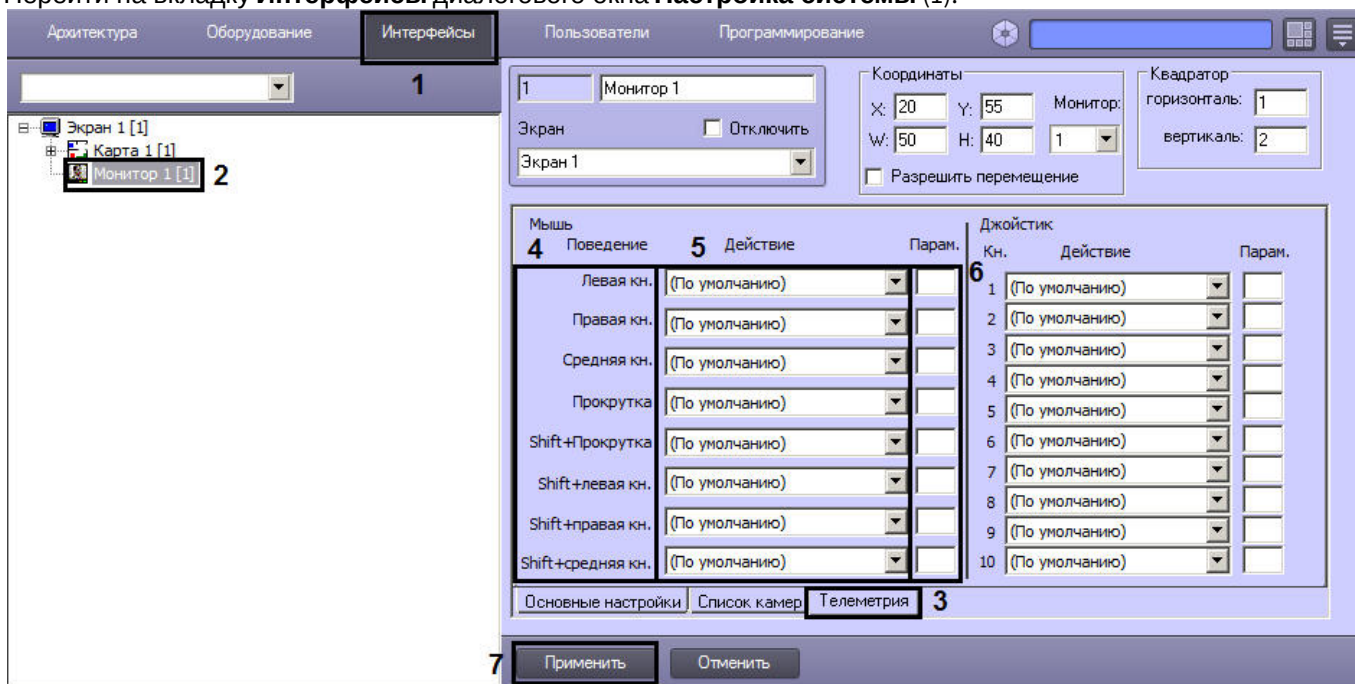 Перейти на вкладку Интерфейсы диалогового окна Настройка системы (1).
Архитектура Оборудование Интерфейсы Пользователи Программирование
1
Экран 1 [1]
Карта 1 [1]
Монитор 1 [1] 2
1 Монитор 1
Экран Отключить
Экран 1
Координаты
X: 20 Y: 55 Монитор:
W: 50 H: 40 1
Разрешить перемещение
Квадратор
горизонталь: 1
вертикаль: 2
Мышь
4 Поведение 5 Действие Парам.
Левая кн. (По умолчанию)
Правая кн. (По умолчанию)
Средняя кн. (По умолчанию)
Прокрутка (По умолчанию)
Shift+Прокрутка (По умолчанию)
Shift+левая кн. (По умолчанию)
Shift+правая кн. (По умолчанию)
Shift+средняя кн. (По умолчанию)
Джойстик
Кн. Действие Парам.
6
1 (По умолчанию)
2 (По умолчанию)
3 (По умолчанию)
4 (По умолчанию)
5 (По умолчанию)
6 (По умолчанию)
7 (По умолчанию)
8 (По умолчанию)
9 (По умолчанию)
10 (По умолчанию)
Основные настройки Список камер Телеметрия 3
7 Применить Отменить